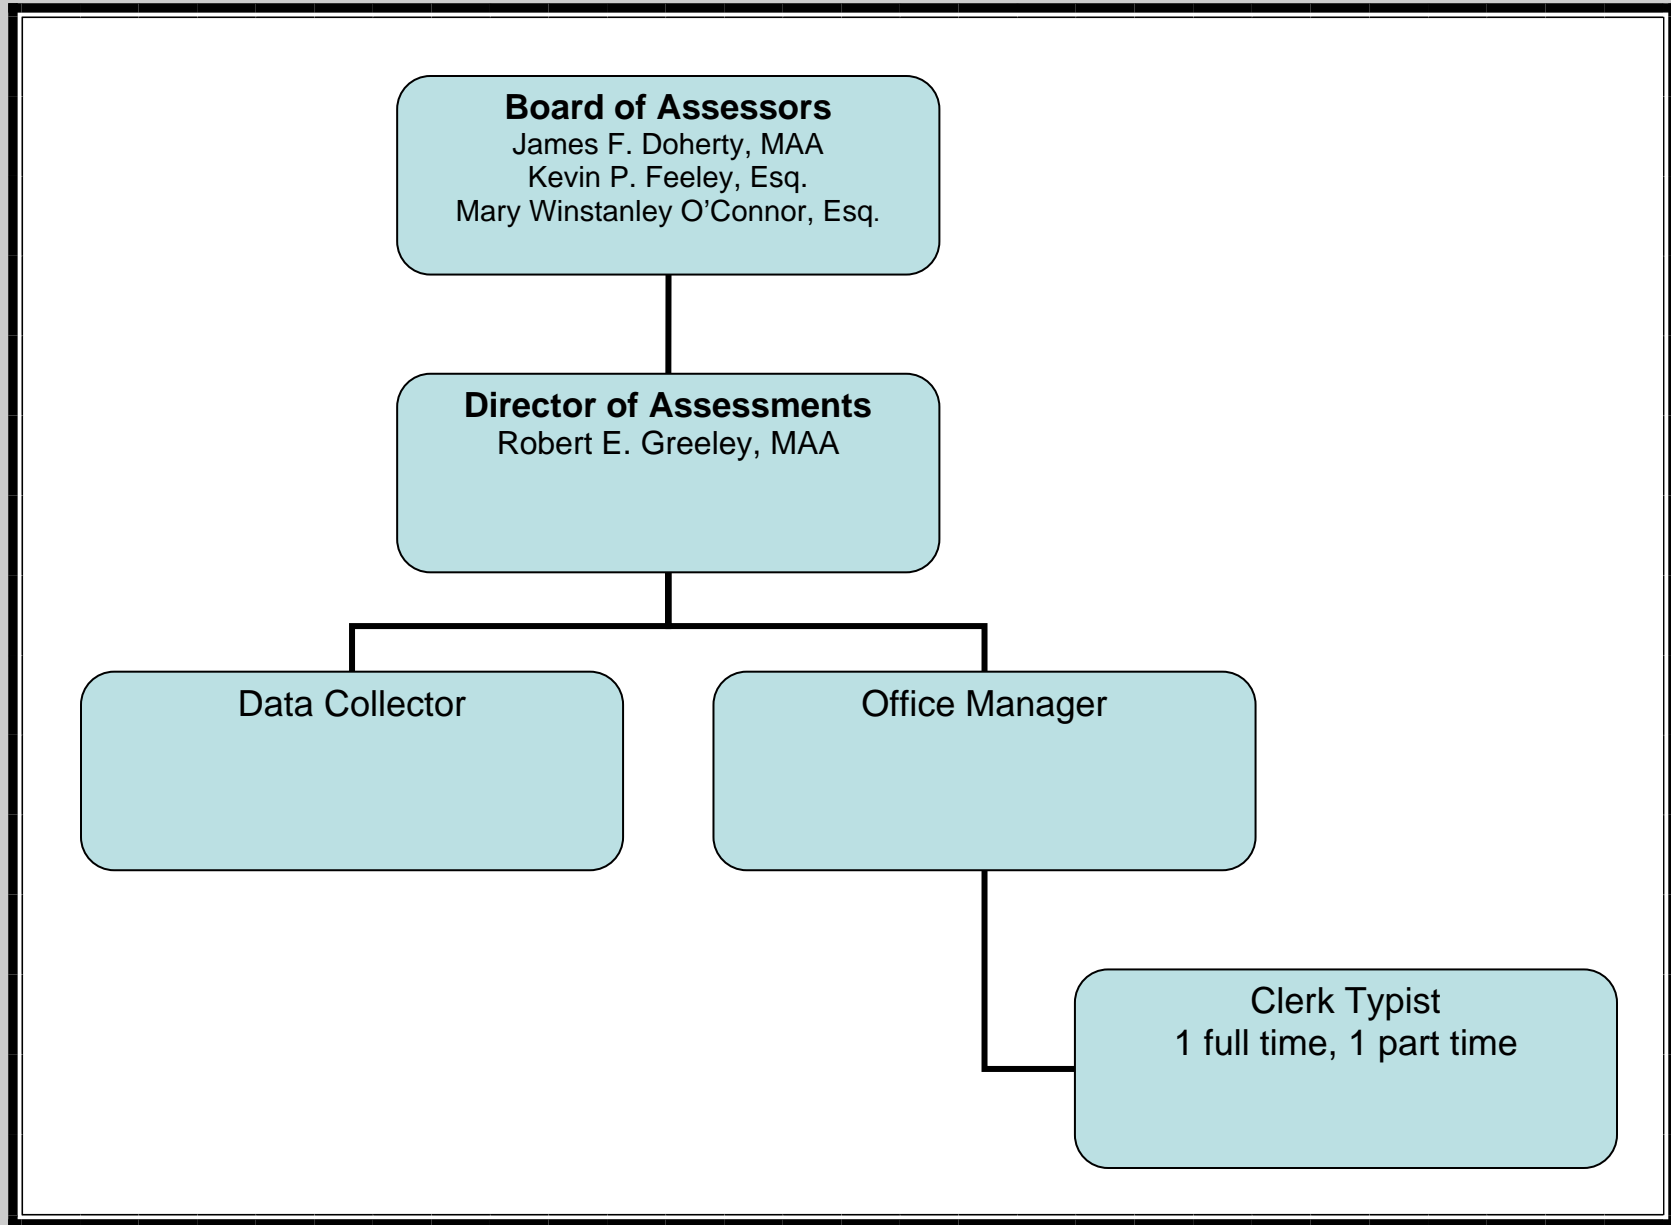 Board of Assessors
James F. Doherty, MAA
Kevin P. Feeley, Esq.
Mary Winstanley O’Connor, Esq.
Director of Assessments
Robert E. Greeley, MAA
Data Collector
Office Manager
Clerk Typist
1 full time, 1 part time